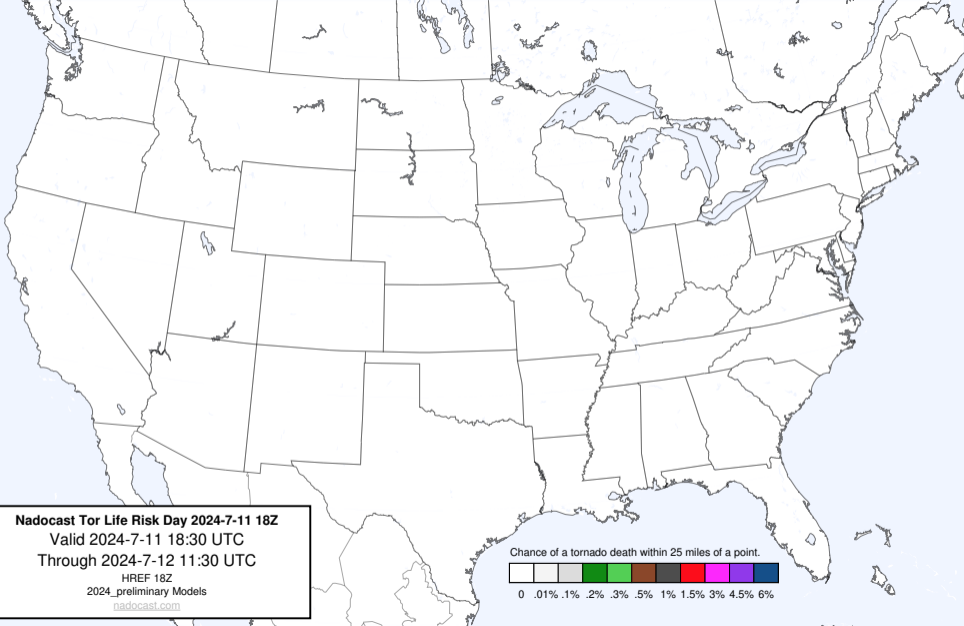 Nadocast Tor Life Risk Day 2024-7-11 18Z
Valid 2024-7-11 18:30 UTC
Through 2024-7-12 11:30 UTC
HREF 18Z
2024_preliminary Models
nadocast.com
Chance of a tornado death within 25 miles of a point.
0 .01% .1% .2% .3% .5% 1% 1.5% 3% 4.5% 6%